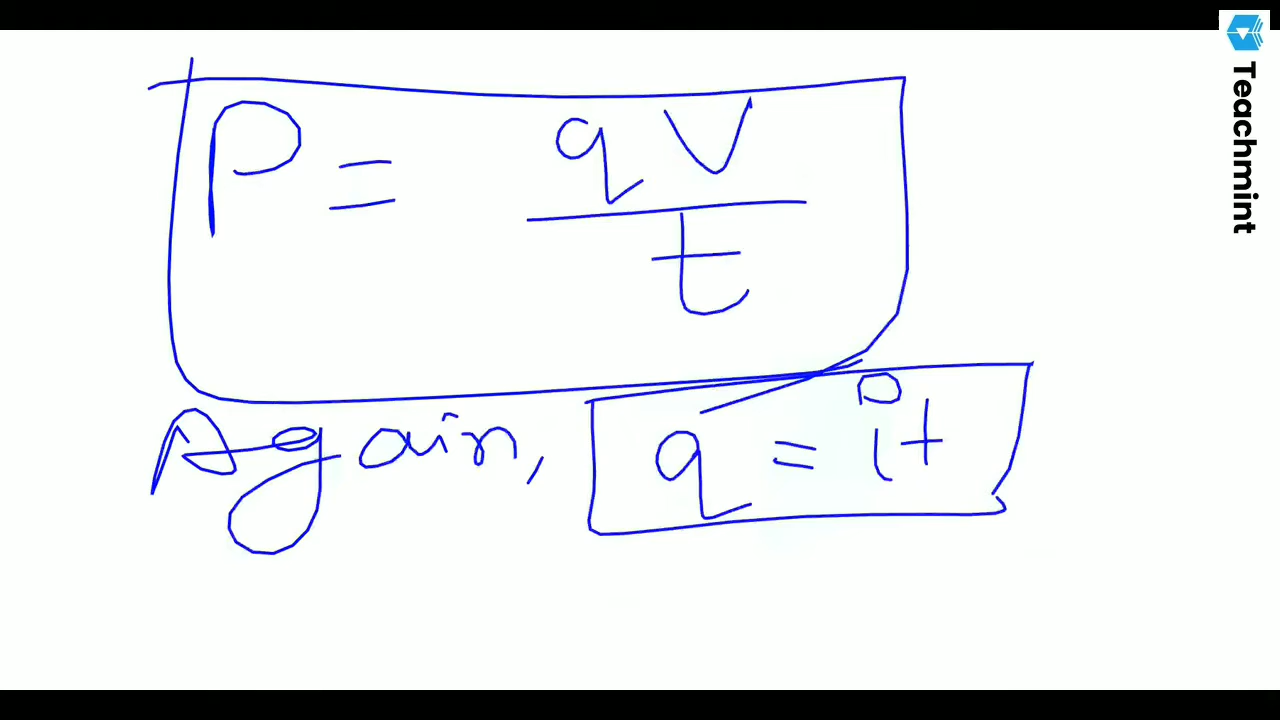 P = qV / t
Again, q = it
Teachmint